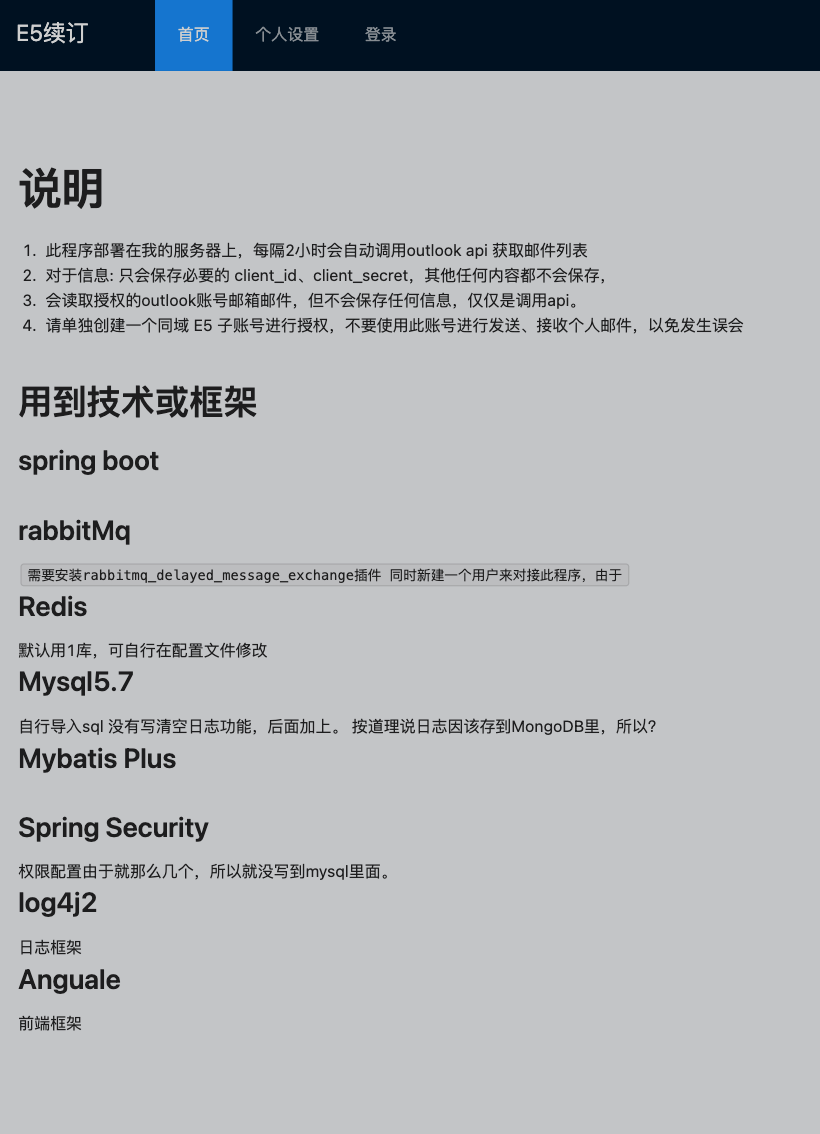 E5续订
首页
个人设置
登录
说明
1. 此程序部署在我的服务器上，每隔2小时会自动调用outlook api 获取邮件列表
2. 对于信息: 只会保存必要的 client_id、client_secret，其他任何内容都不会保存，
3. 会读取授权的outlook账号邮箱邮件，但不会保存任何信息，仅仅是调用api。
4. 请单独创建一个同域 E5 子账号进行授权，不要使用此账号进行发送、接收个人邮件，以免发生误会
用到技术或框架
spring boot
rabbitMq
需要安装rabbitmq_delayed_message_exchange插件 同时新建一个用户来对接此程序，由于
Redis
默认用1库，可自行在配置文件修改
Mysql5.7
自行导入sql 没有写清空日志功能，后面加上。 按道理说日志因该存到MongoDB里，所以?
Mybatis Plus
Spring Security
权限配置由于就那么几个，所以就没写到mysql里面。
log4j2
日志框架
Anguale
前端框架